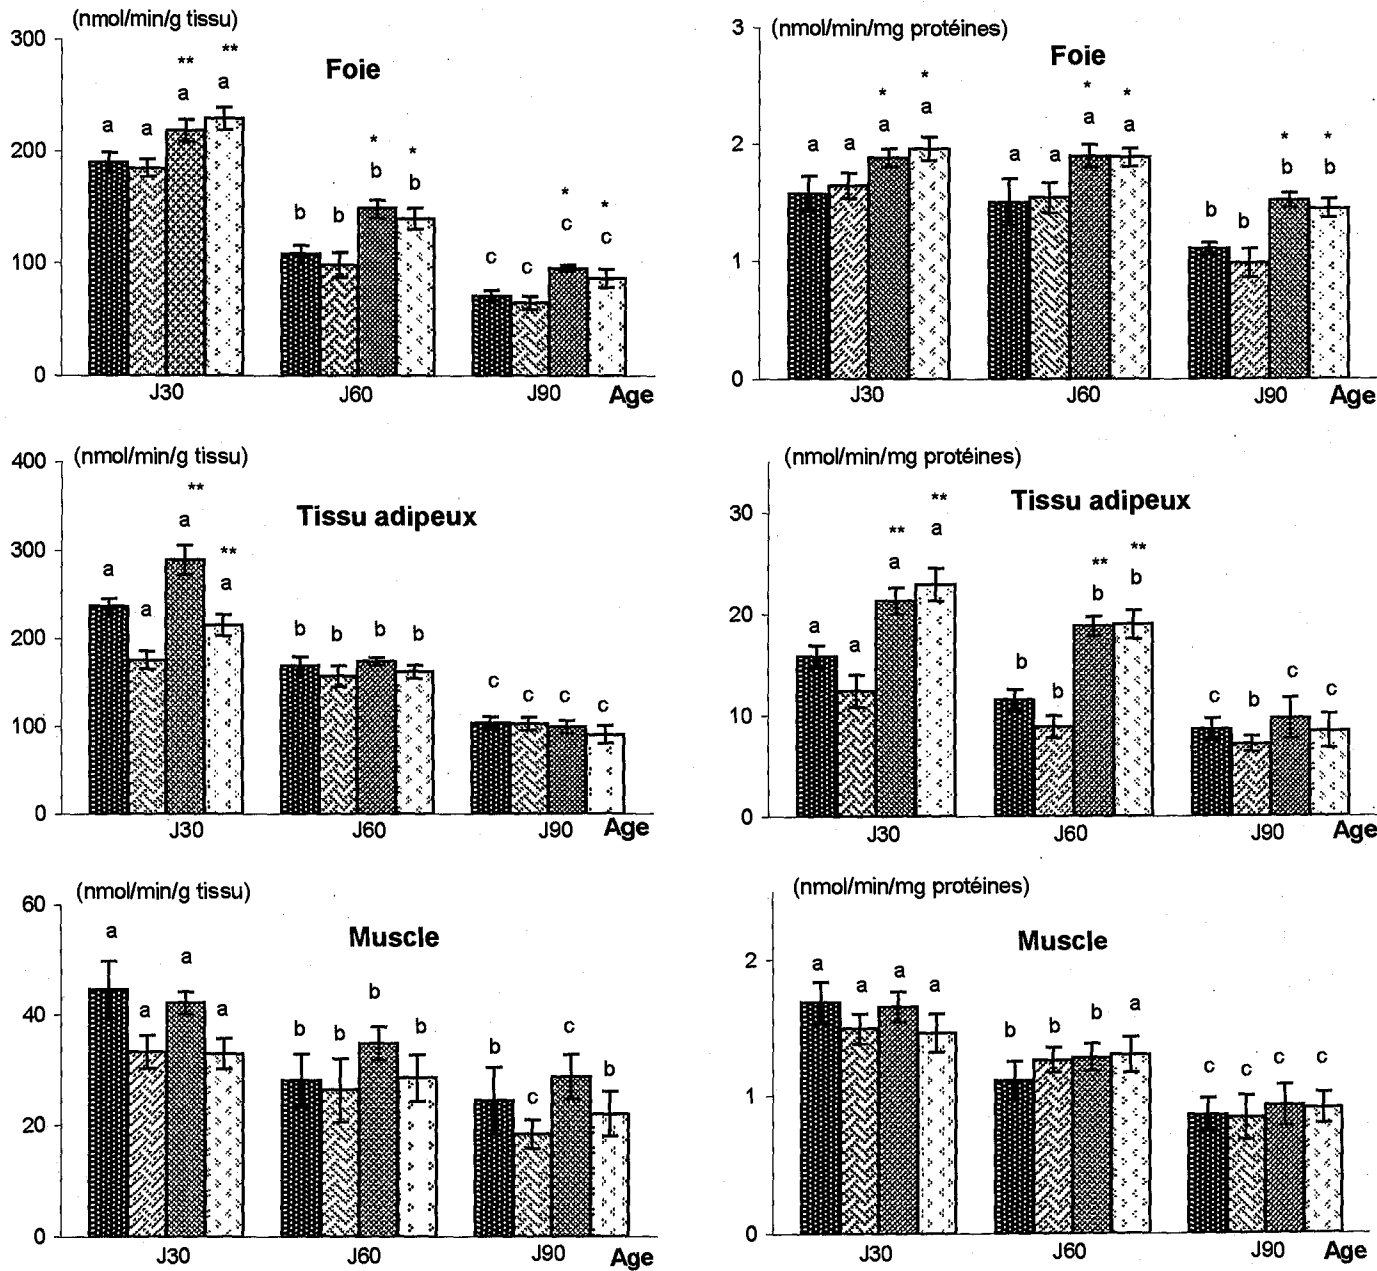 (nmol/min/g tissu)
300
Foie
** **
a a a a
200
* *
b b b b
100
* *
c c c c
0
J30 J60 J90 Age
(nmol/min/mg protéines)
3
Foie
* * * *
a a a a a a a a
2
* *
b b b b
1
0
J30 J60 J90 Age
(nmol/min/g tissu)
400
Tissu adipeux
** **
a a a a
300
b b b b
200
c c c c
100
0
J30 J60 J90 Age
(nmol/min/mg protéines)
Tissu adipeux
30
** ** ** **
a a a a
b b b b
20
c b c c
10
0
J30 J60 J90 Age
(nmol/min/g tissu)
60
Muscle
a a a a
40
b b b b
b c c b
20
0
J30 J60 J90 Age
(nmol/min/mg protéines)
Muscle
2
a a a a
b b b a
c c c c
1
0
J30 J60 J90 Age